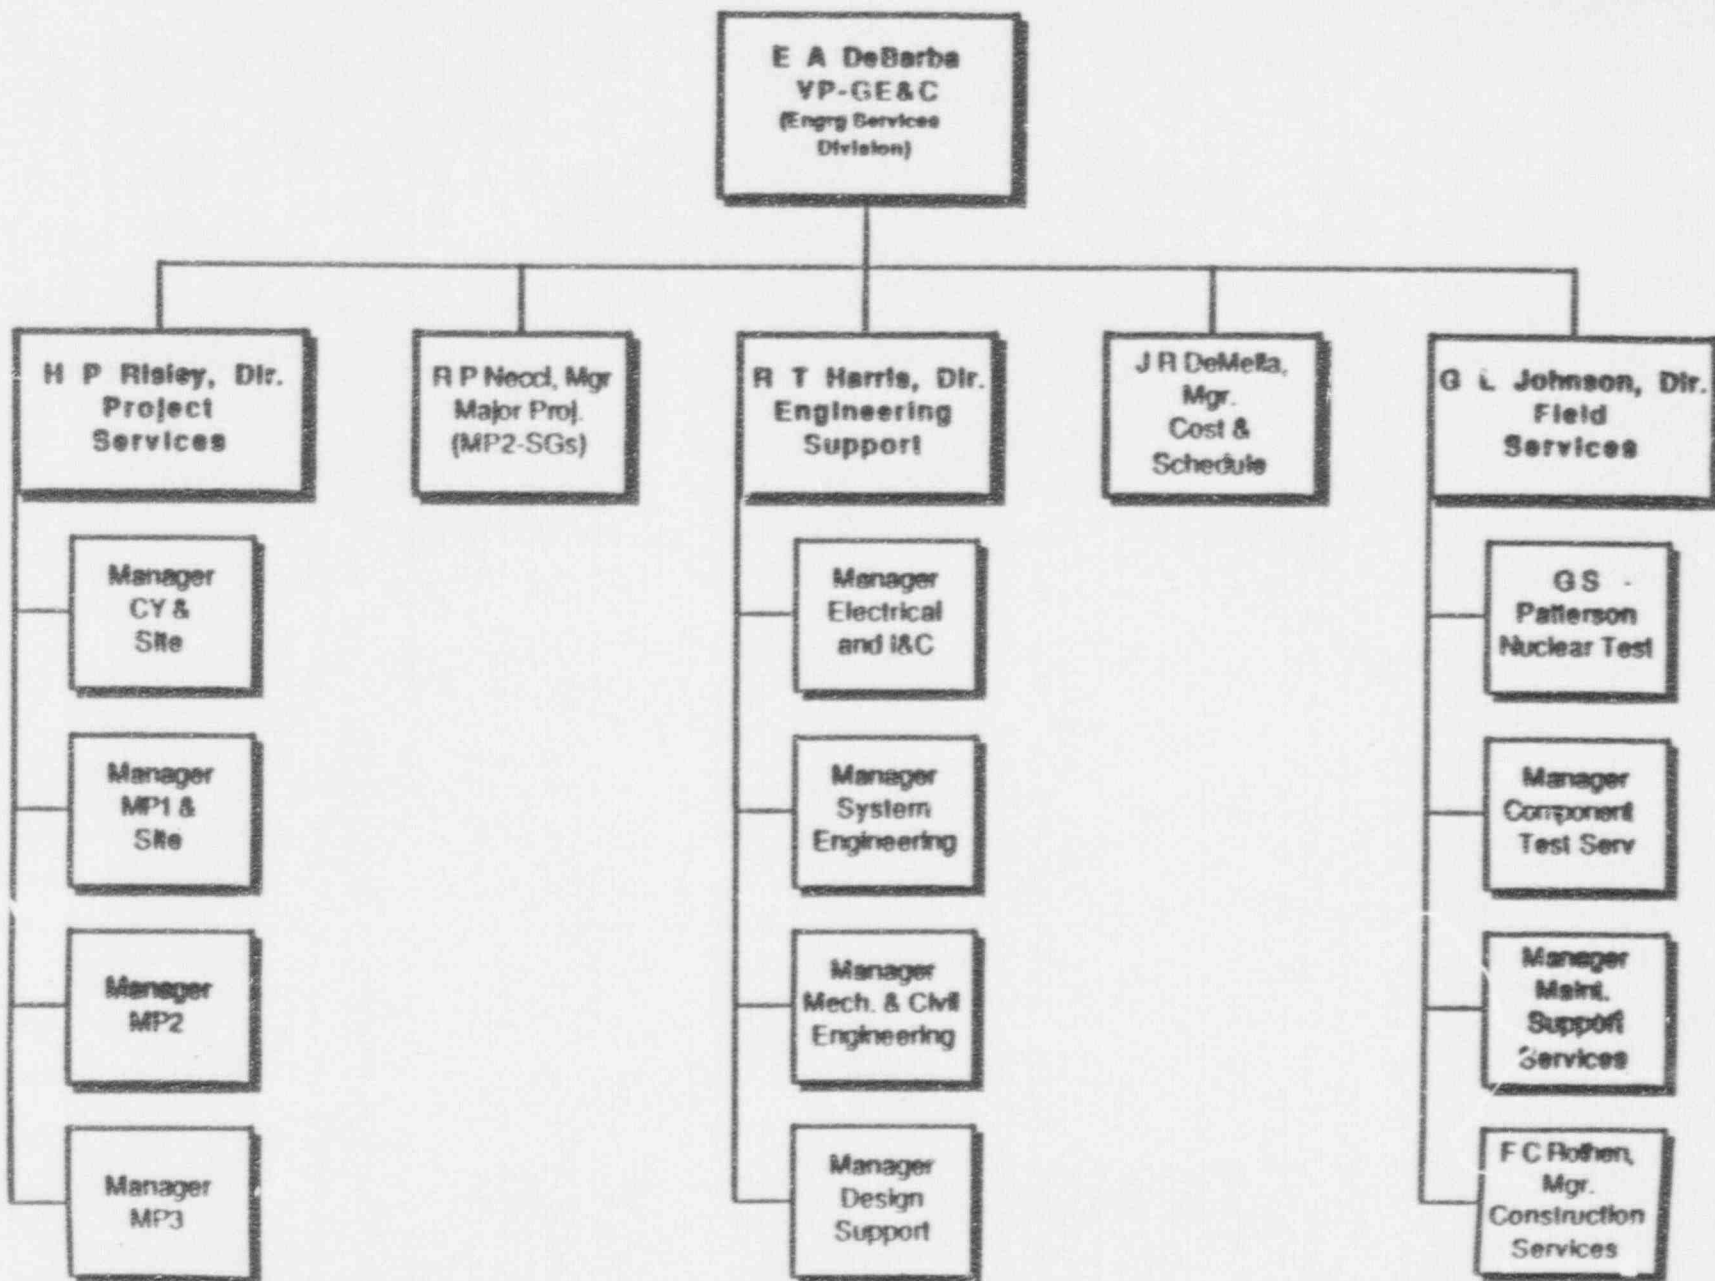 E A DeBarba
VP-GE&C
(Engrg Services
Division)
H P Risley, Dir.
Project
Services
R P Necci, Mgr
Major Proj.
(MP2-SGs)
R T Harris, Dir.
Engineering
Support
J R DeMella,
Mgr.
Cost &
Schedule
G L Johnson, Dir.
Field
Services
Manager
CY &
Site
Manager
MP1 &
Site
Manager
MP2
Manager
MP3
Manager
Electrical
and I&C
Manager
System
Engineering
Manager
Mech. & Civil
Engineering
Manager
Design
Support
G S
Patterson
Nuclear Test
Manager
Component
Test Serv
Manager
Maint.
Support
Services
F C Rothen,
Mgr.
Construction
Services